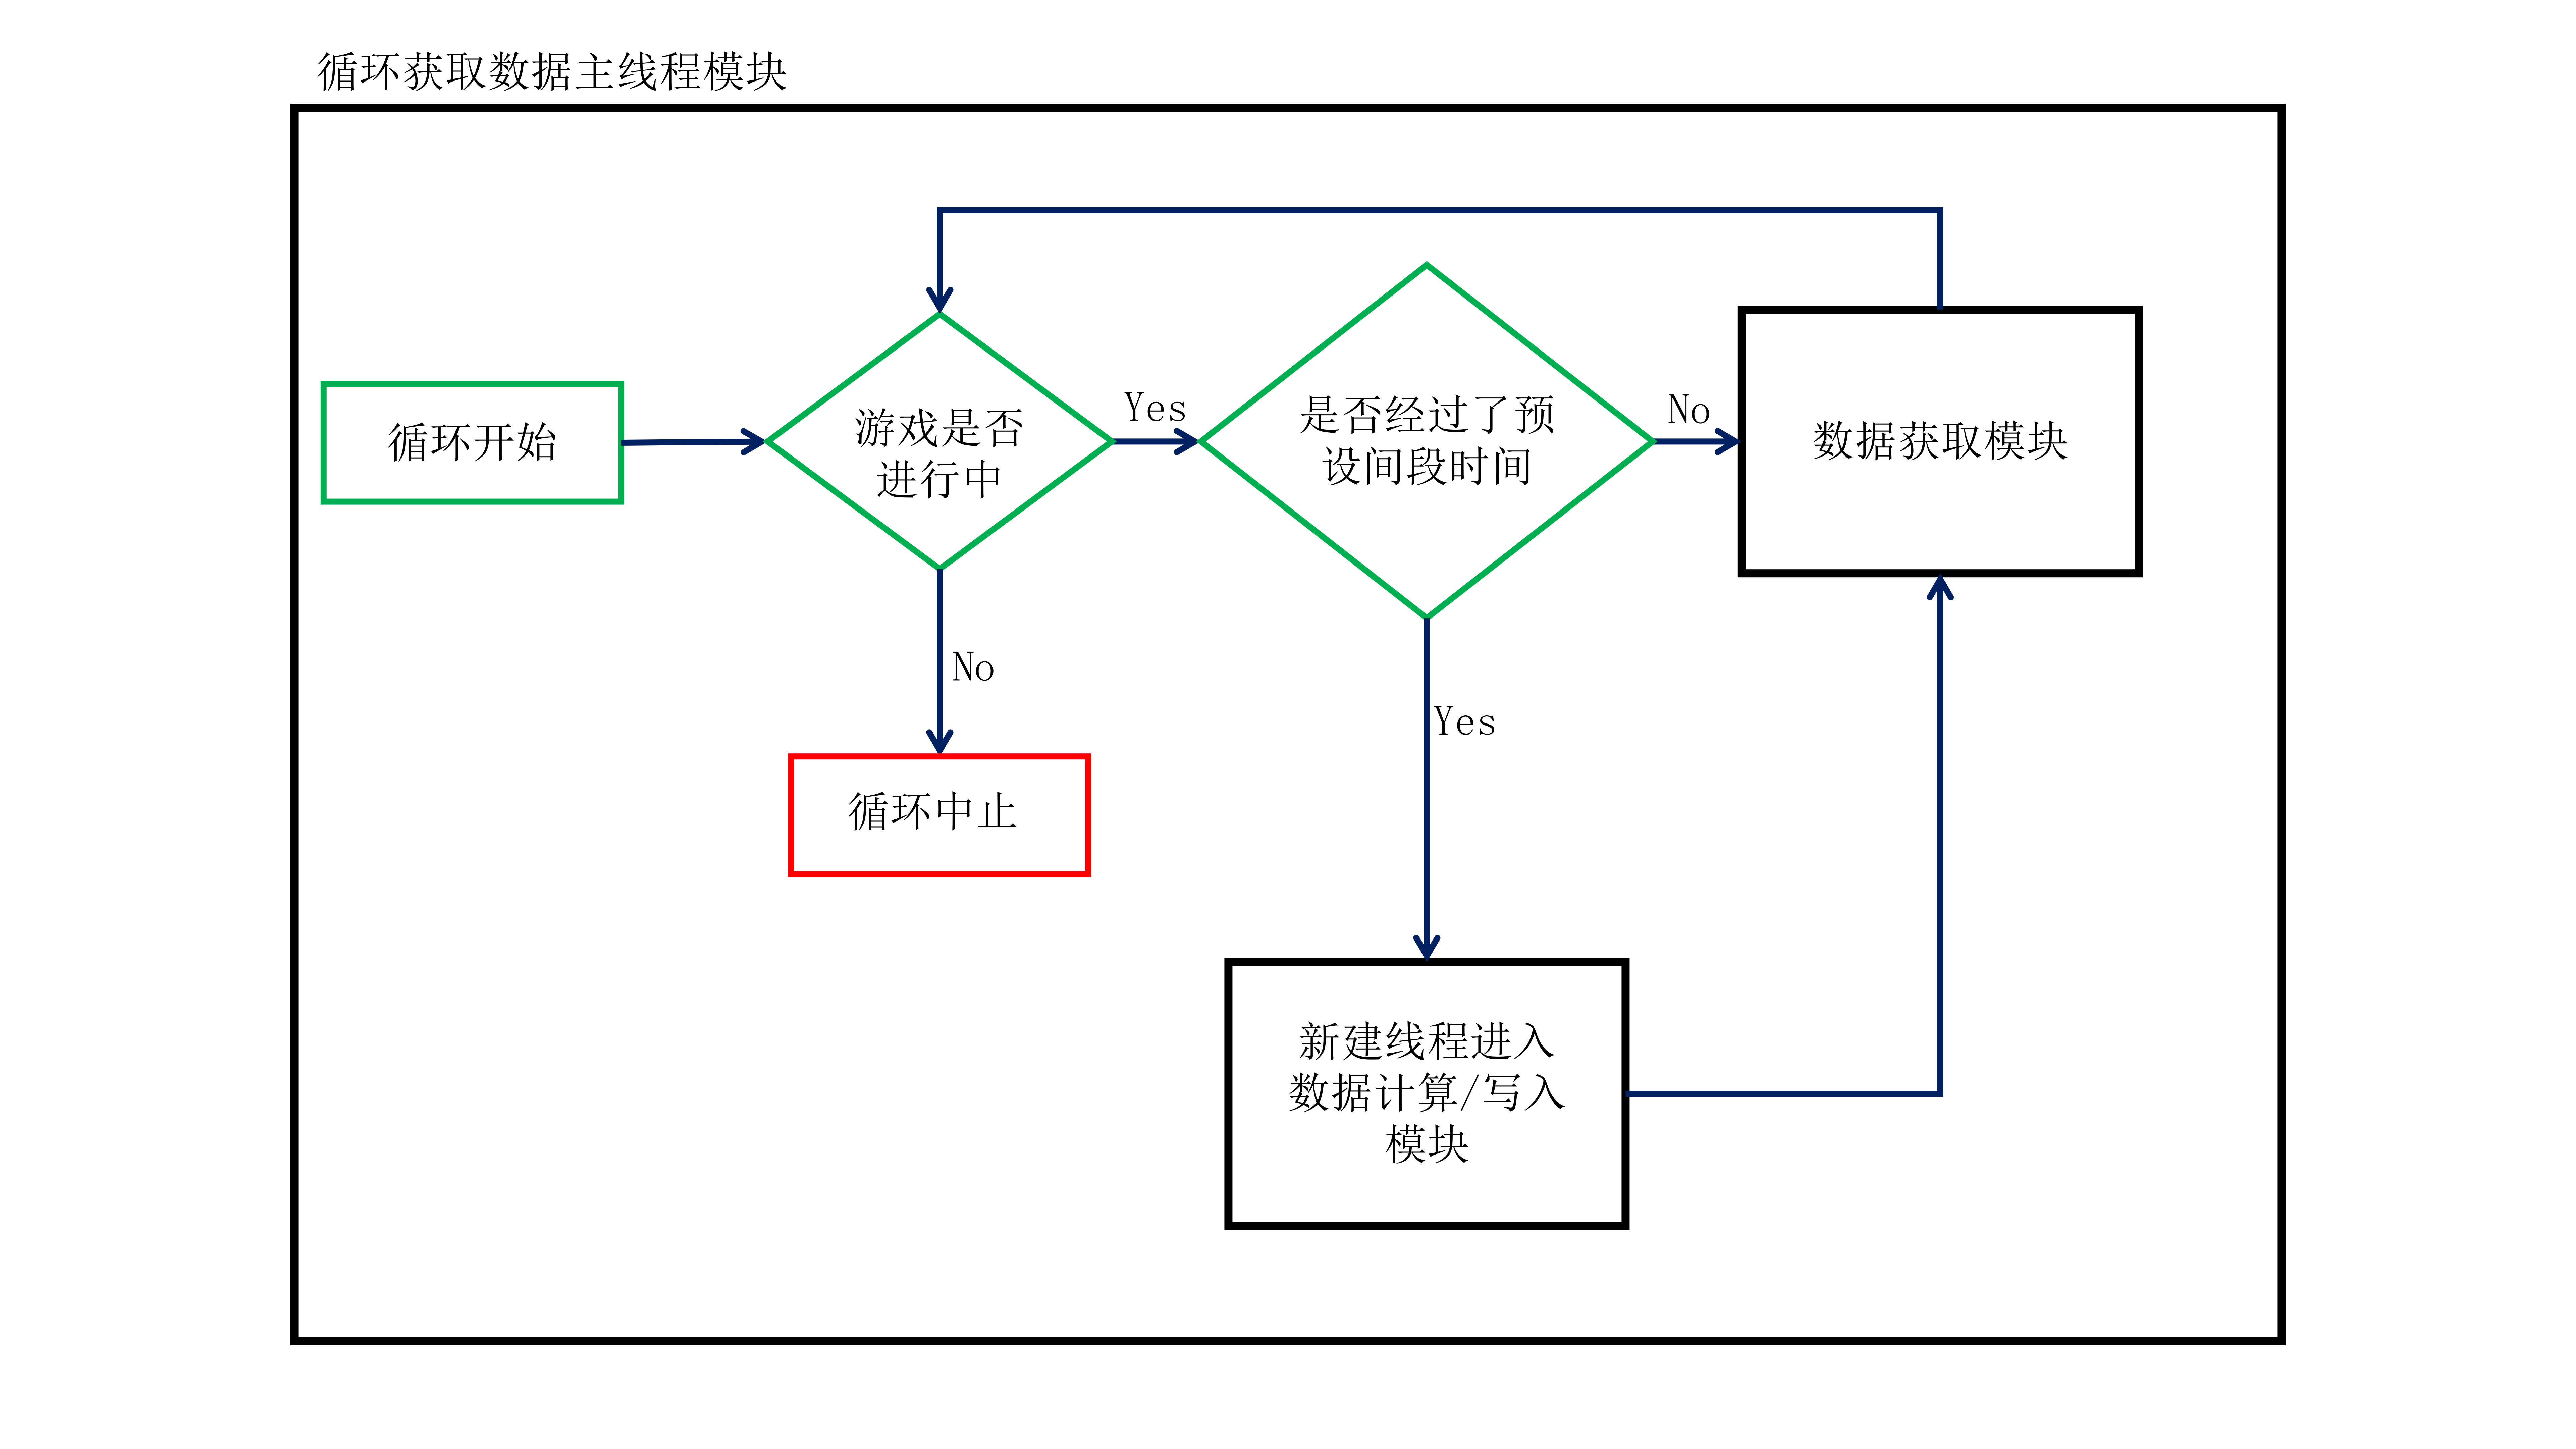 循环获取数据主线程模块
循环开始
游戏是否
进行中
Yes
是否经过了预
设间段时间
No
数据获取模块
No
循环中止
Yes
新建线程进入
数据计算/写入
模块